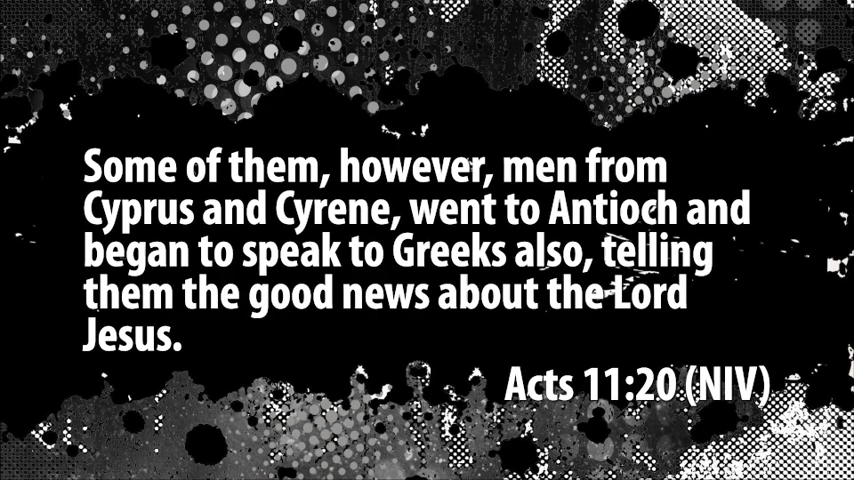 Some of them, however, men from
Cyprus and Cyrene, went to Antioch and
began to speak to Greeks also, telling
them the good news about the Lord
Jesus.
Acts 11:20 (NIV)